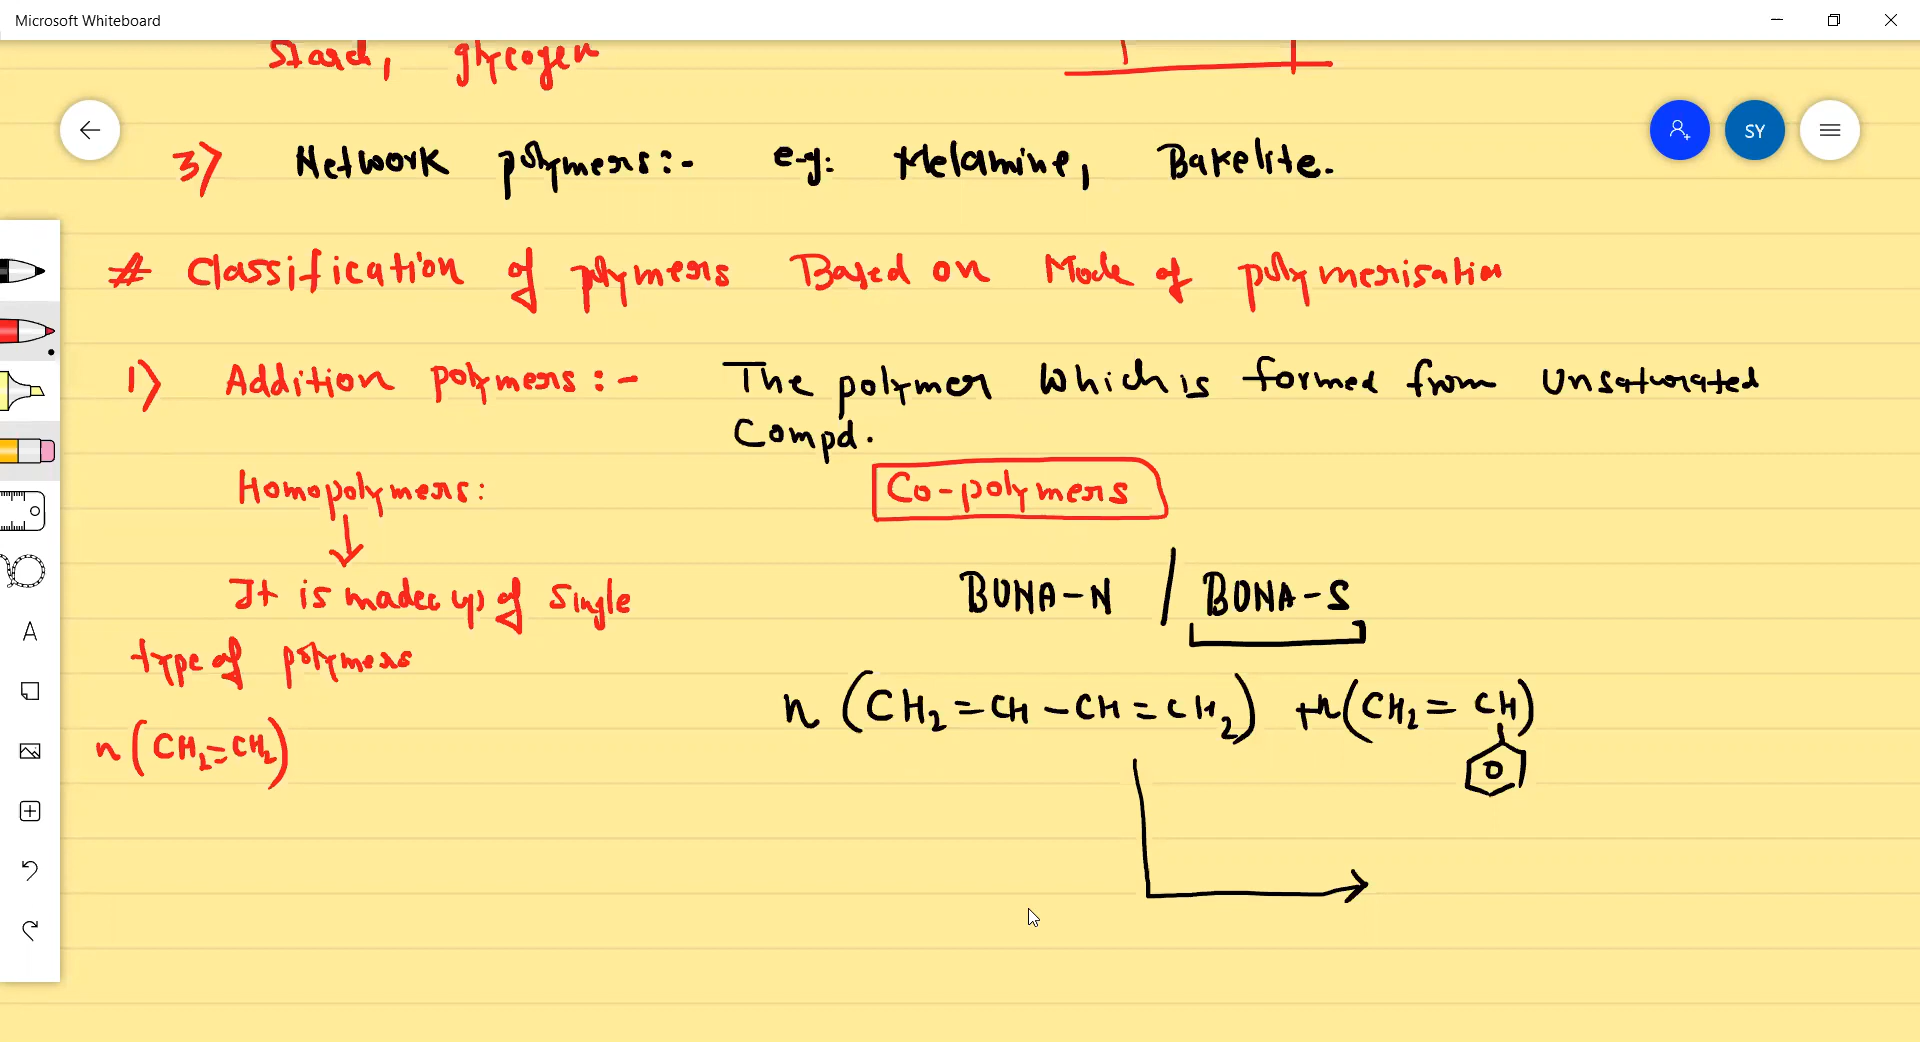 Microsoft Whiteboard
Starch, glycogen
SY
3) Network polymers:- e.g: Melamine, Bakelite.
# Classification of polymers Based on Mode of polymerisation
1) Addition polymers:- The polymer which is formed from Unsaturated
Compd.
Homopolymers:
Co-polymers
It is madec up of single
BUNA-N / BUNA-S
type of polymers
n(CH2=CH-CH=CH2) +n(CH2=CH)
n(CH2=CH2)
A